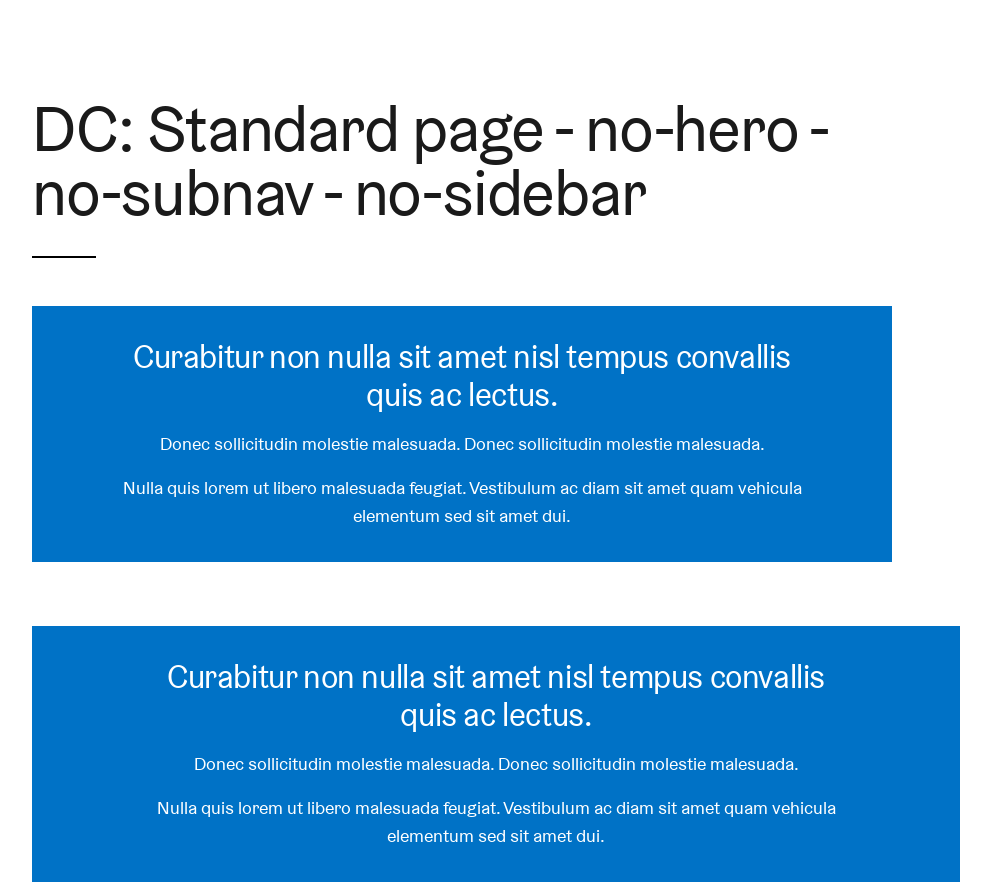 DC: Standard page - no-hero -
no-subnav - no-sidebar
Curabitur non nulla sit amet nisl tempus convallis
quis ac lectus.
Donec sollicitudin molestie malesuada. Donec sollicitudin molestie malesuada.
Nulla quis lorem ut libero malesuada feugiat. Vestibulum ac diam sit amet quam vehicula
elementum sed sit amet dui.
Curabitur non nulla sit amet nisl tempus convallis
quis ac lectus.
Donec sollicitudin molestie malesuada. Donec sollicitudin molestie malesuada.
Nulla quis lorem ut libero malesuada feugiat. Vestibulum ac diam sit amet quam vehicula
elementum sed sit amet dui.